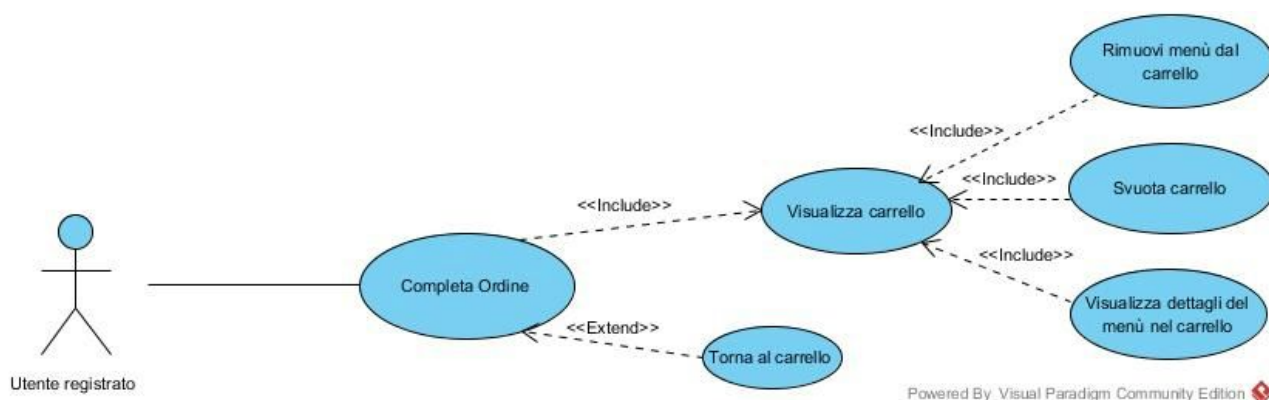 Rimuovi menù dal
carrello
<<Include>>
<<Include>>
Svuota carrello
<<Include>>
Visualizza carrello
<<Include>>
Completa Ordine
Visualizza dettagli del
menù nel carrello
<<Extend>>
Torna al carrello
Utente registrato
Powered By Visual Paradigm Community Edition